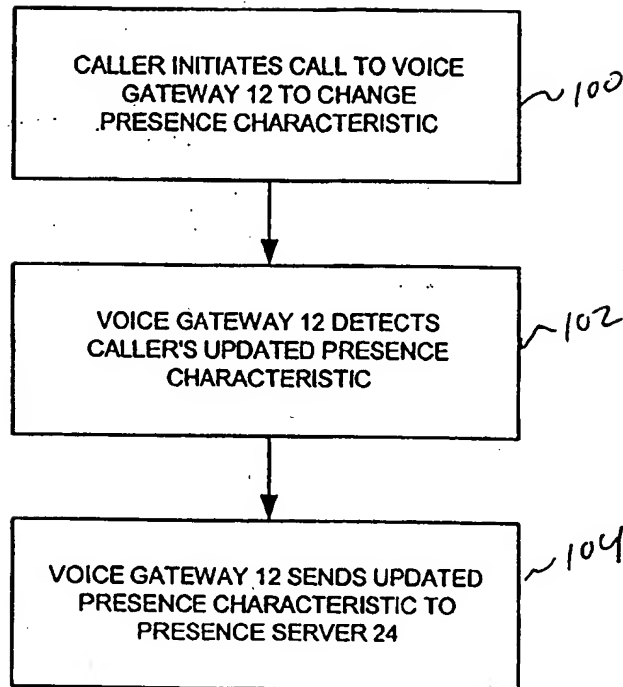 CALLER INITIATES CALL TO VOICE
GATEWAY 12 TO CHANGE
PRESENCE CHARACTERISTIC
100
VOICE GATEWAY 12 DETECTS
CALLER'S UPDATED PRESENCE
CHARACTERISTIC
102
VOICE GATEWAY 12 SENDS UPDATED
PRESENCE CHARACTERISTIC TO
PRESENCE SERVER 24
104